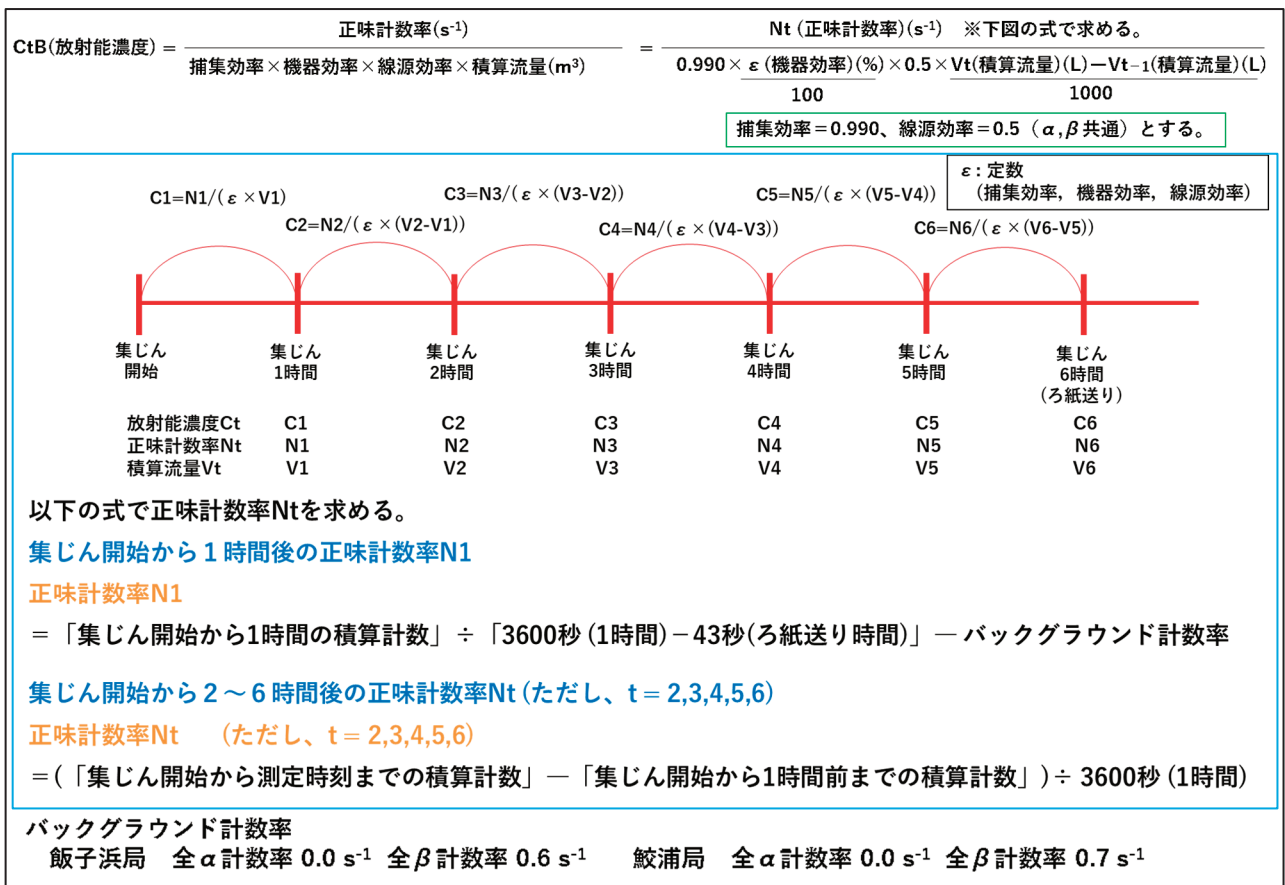 CtB(放射能濃度) = 正味計数率(s⁻¹) / 捕集効率×機器効率×線源効率×積算流量(m³) = Nt (正味計数率)(s⁻¹) ※下図の式で求める。 / 0.990× ε (機器効率)(%)/100 ×0.5× Vt(積算流量)(L)−Vt₋₁(積算流量)(L)/1000
捕集効率＝0.990、線源効率＝0.5（α,β共通）とする。
ε : 定数
（捕集効率，機器効率，線源効率）
C1=N1/( ε ×V1)
C2=N2/( ε ×(V2-V1))
C3=N3/( ε ×(V3-V2))
C4=N4/( ε ×(V4-V3))
C5=N5/( ε ×(V5-V4))
C6=N6/( ε ×(V6-V5))
集じん 集じん 集じん 集じん 集じん 集じん 集じん
開始 1時間 2時間 3時間 4時間 5時間 6時間
(ろ紙送り)
放射能濃度Ct C1 C2 C3 C4 C5 C6
正味計数率Nt N1 N2 N3 N4 N5 N6
積算流量Vt V1 V2 V3 V4 V5 V6
以下の式で正味計数率Ntを求める。
集じん開始から１時間後の正味計数率N1
正味計数率N1
＝「集じん開始から1時間の積算計数」÷「3600秒 (1時間)－43秒(ろ紙送り時間)」― バックグラウンド計数率
集じん開始から２～６時間後の正味計数率Nt (ただし、t = 2,3,4,5,6)
正味計数率Nt (ただし、t = 2,3,4,5,6)
＝(「集じん開始から測定時刻までの積算計数」―「集じん開始から1時間前までの積算計数」) ÷ 3600秒 (1時間)
バックグラウンド計数率
飯子浜局 全α計数率 0.0 s⁻¹ 全β計数率 0.6 s⁻¹ 鮫浦局 全α計数率 0.0 s⁻¹ 全β計数率 0.7 s⁻¹